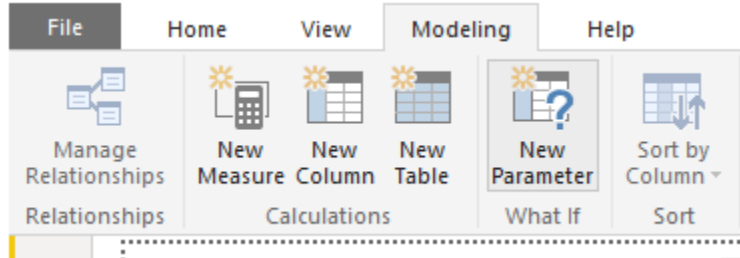 File Home View Modeling Help
Manage Relationships
New Measure
New Column
New Table
New Parameter
Sort by Column
Relationships Calculations What If Sort